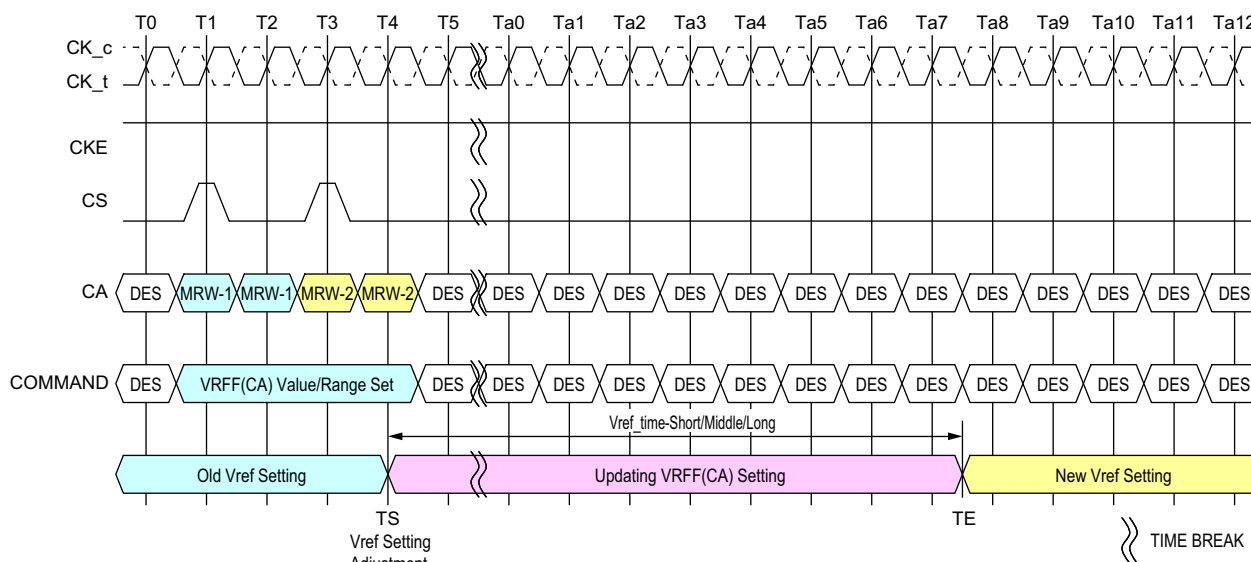 T0 T1 T2 T3 T4 T5 Ta0 Ta1 Ta2 Ta3 Ta4 Ta5 Ta6 Ta7 Ta8 Ta9 Ta10 Ta11 Ta12
CK_c
CK_t
CKE
CS
CA DES MRW-1 MRW-1 MRW-2 MRW-2 DES DES DES DES DES DES DES DES DES DES DES DES DES DES
COMMAND DES VRFF(CA) Value/Range Set DES DES DES DES DES DES DES DES DES DES DES DES DES DES
Vref_time-Short/Middle/Long
Old Vref Setting Updating VRFF(CA) Setting New Vref Setting
TS TE
Vref Setting TIME BREAK
Adjustment